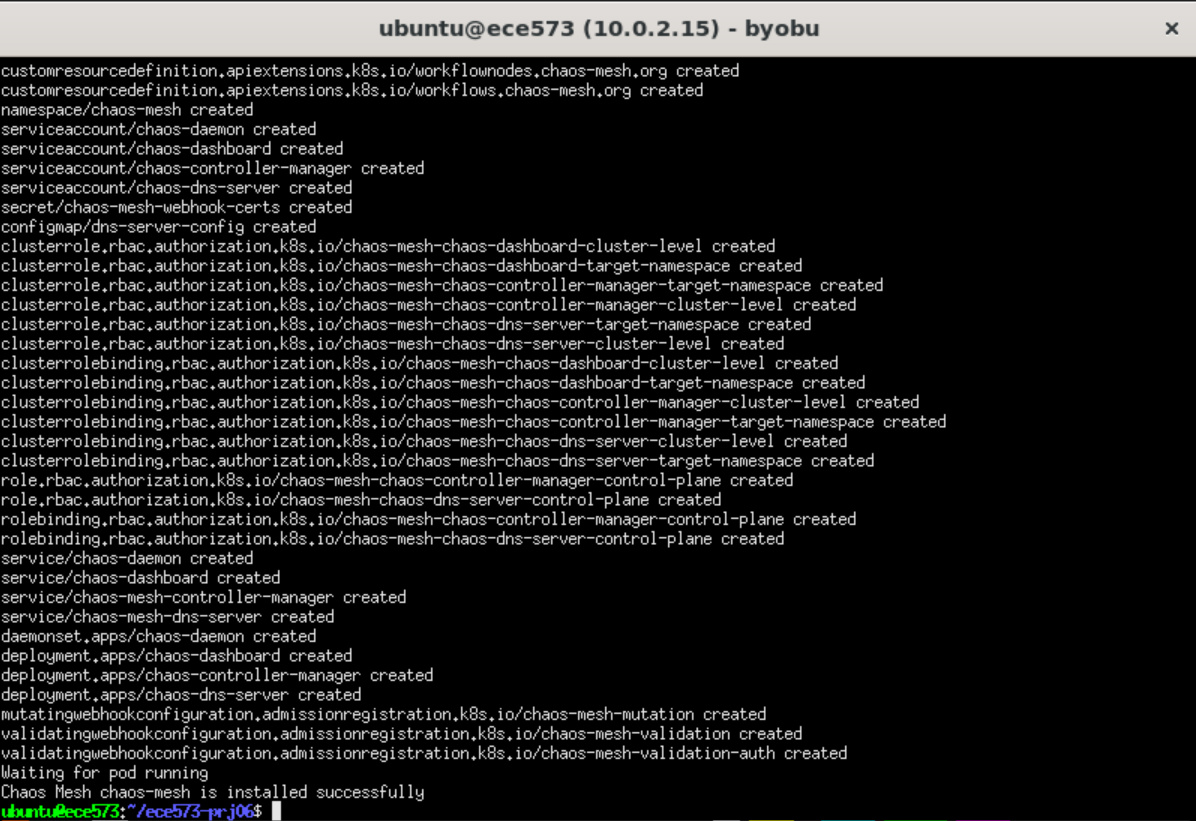 ubuntu@ece573 (10.0.2.15) - byobu
×
customresourcedefinition.apiextensions.k8s.io/workflownodes.chaos-mesh.org created
customresourcedefinition.apiextensions.k8s.io/workflows.chaos-mesh.org created
namespace/chaos-mesh created
serviceaccount/chaos-daemon created
serviceaccount/chaos-dashboard created
serviceaccount/chaos-controller-manager created
serviceaccount/chaos-dns-server created
secret/chaos-mesh-webhook-certs created
configmap/dns-server-config created
clusterrole.rbac.authorization.k8s.io/chaos-mesh-chaos-dashboard-cluster-level created
clusterrole.rbac.authorization.k8s.io/chaos-mesh-chaos-dashboard-target-namespace created
clusterrole.rbac.authorization.k8s.io/chaos-mesh-chaos-controller-manager-target-namespace created
clusterrole.rbac.authorization.k8s.io/chaos-mesh-chaos-controller-manager-cluster-level created
clusterrole.rbac.authorization.k8s.io/chaos-mesh-chaos-dns-server-target-namespace created
clusterrole.rbac.authorization.k8s.io/chaos-mesh-chaos-dns-server-cluster-level created
clusterrolebinding.rbac.authorization.k8s.io/chaos-mesh-chaos-dashboard-cluster-level created
clusterrolebinding.rbac.authorization.k8s.io/chaos-mesh-chaos-dashboard-target-namespace created
clusterrolebinding.rbac.authorization.k8s.io/chaos-mesh-chaos-controller-manager-cluster-level created
clusterrolebinding.rbac.authorization.k8s.io/chaos-mesh-chaos-controller-manager-target-namespace created
clusterrolebinding.rbac.authorization.k8s.io/chaos-mesh-chaos-dns-server-cluster-level created
clusterrolebinding.rbac.authorization.k8s.io/chaos-mesh-chaos-dns-server-target-namespace created
role.rbac.authorization.k8s.io/chaos-mesh-chaos-controller-manager-control-plane created
role.rbac.authorization.k8s.io/chaos-mesh-chaos-dns-server-control-plane created
rolebinding.rbac.authorization.k8s.io/chaos-mesh-chaos-controller-manager-control-plane created
rolebinding.rbac.authorization.k8s.io/chaos-mesh-chaos-dns-server-control-plane created
service/chaos-daemon created
service/chaos-dashboard created
service/chaos-mesh-controller-manager created
service/chaos-mesh-dns-server created
daemonset.apps/chaos-daemon created
deployment.apps/chaos-dashboard created
deployment.apps/chaos-controller-manager created
deployment.apps/chaos-dns-server created
mutatingwebhookconfiguration.admissionregistration.k8s.io/chaos-mesh-mutation created
validatingwebhookconfiguration.admissionregistration.k8s.io/chaos-mesh-validation created
validatingwebhookconfiguration.admissionregistration.k8s.io/chaos-mesh-validation-auth created
Waiting for pod running
Chaos Mesh chaos-mesh is installed successfully
ubuntu@ece573:~/ece573-prj06$